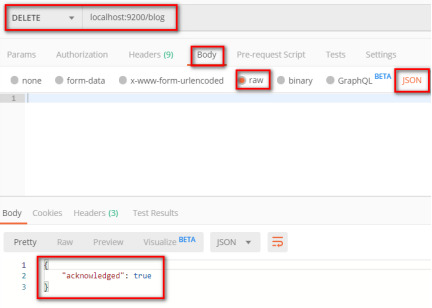 DELETE localhost:9200/blog
Params Authorization Headers (9) Body Pre-request Script Tests Settings
none form-data x-www-form-urlencoded raw binary GraphQL BETA JSON
1
Body Cookies Headers (3) Test Results
Pretty Raw Preview Visualize BETA JSON
1 {
2 "acknowledged": true
3 }